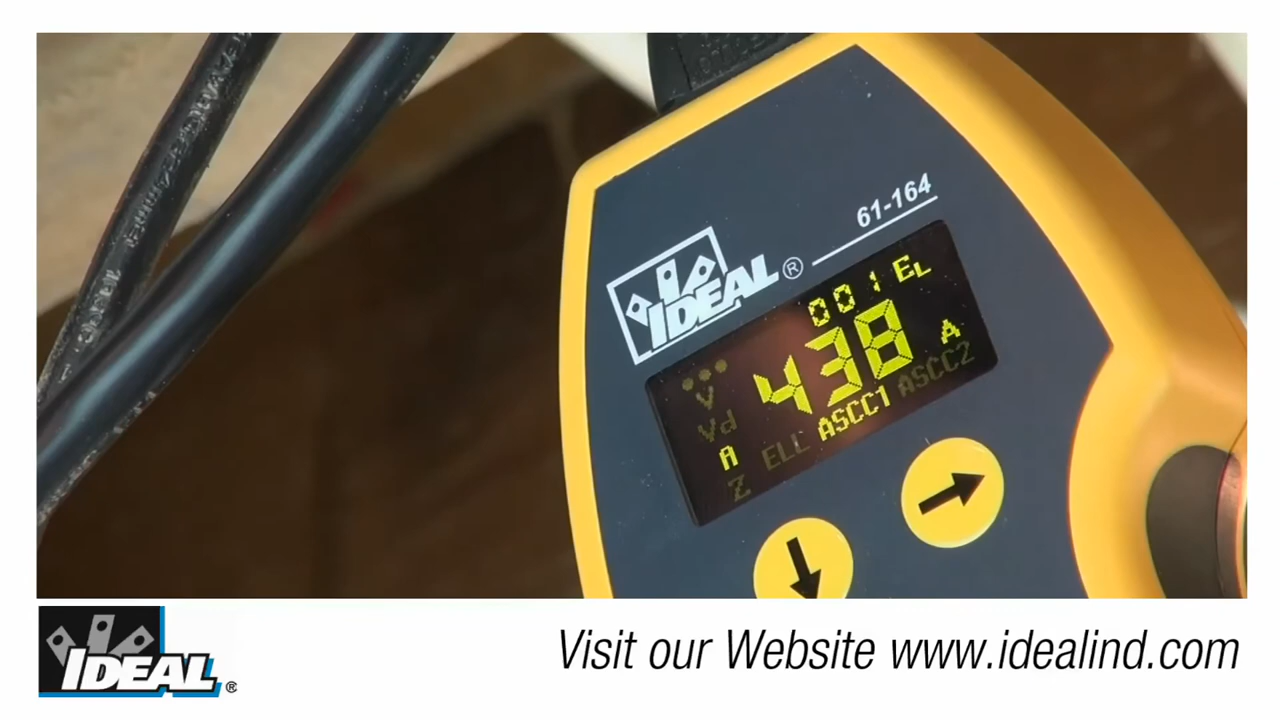 61-164
IDEAL®
001 EL
438 A
V
Vd
A
Z
ELL ASCC1 ASCC2
IDEAL®
Visit our Website www.idealind.com